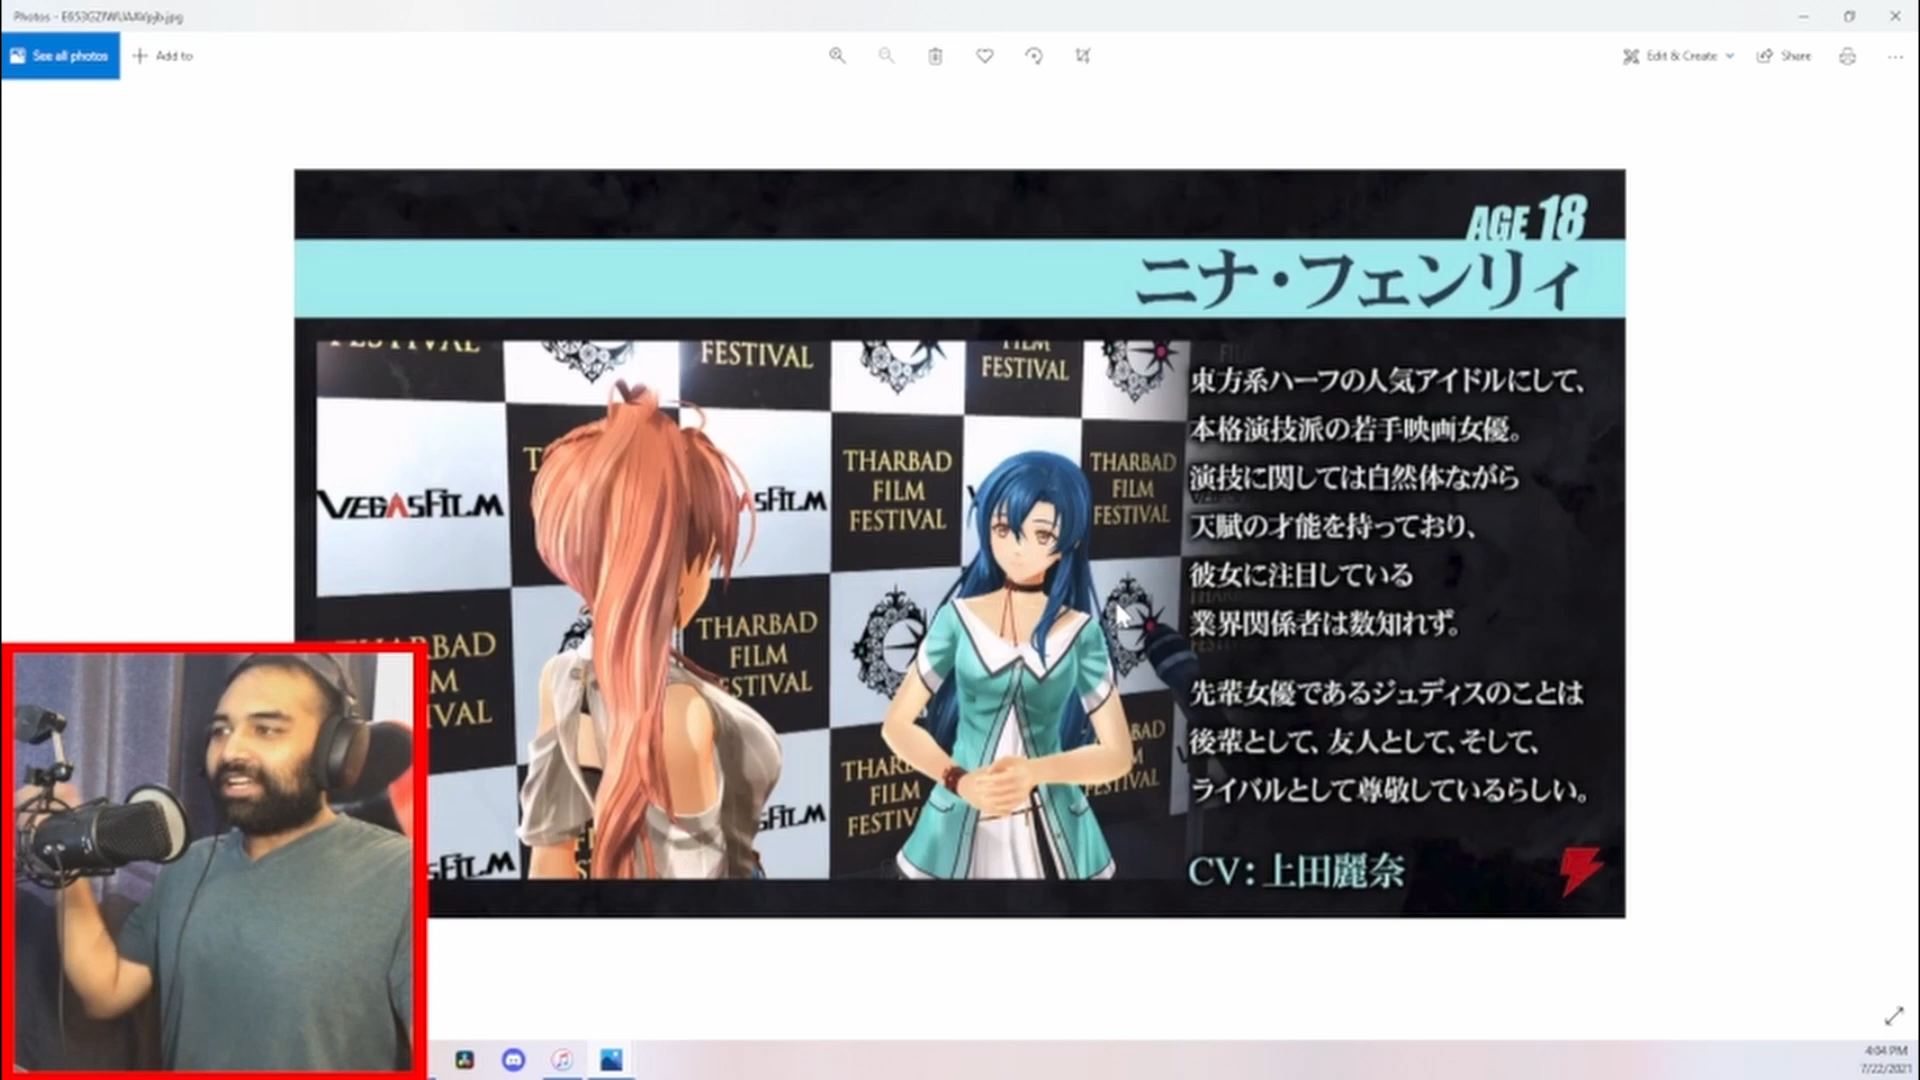 See all photos
Add to
Edit & Create
Share
AGE 18
ニナ・フェンリィ
東方系ハーフの人気アイドルにして、
本格演技派の若手映画女優。
演技に関しては自然体ながら
天賦の才能を持っており、
彼女に注目している
業界関係者は数知れず。
先輩女優であるジュディスのことは
後輩として、友人として、そして、
ライバルとして尊敬しているらしい。
CV:上田麗奈
FESTIVAL
FESTIVAL
FILM
FESTIVAL
VEGASFILM
THARBAD
FILM
FESTIVAL
THARBAD
FILM
FESTIVAL
THARBAD
FILM
4:04 PM
7/22/2021